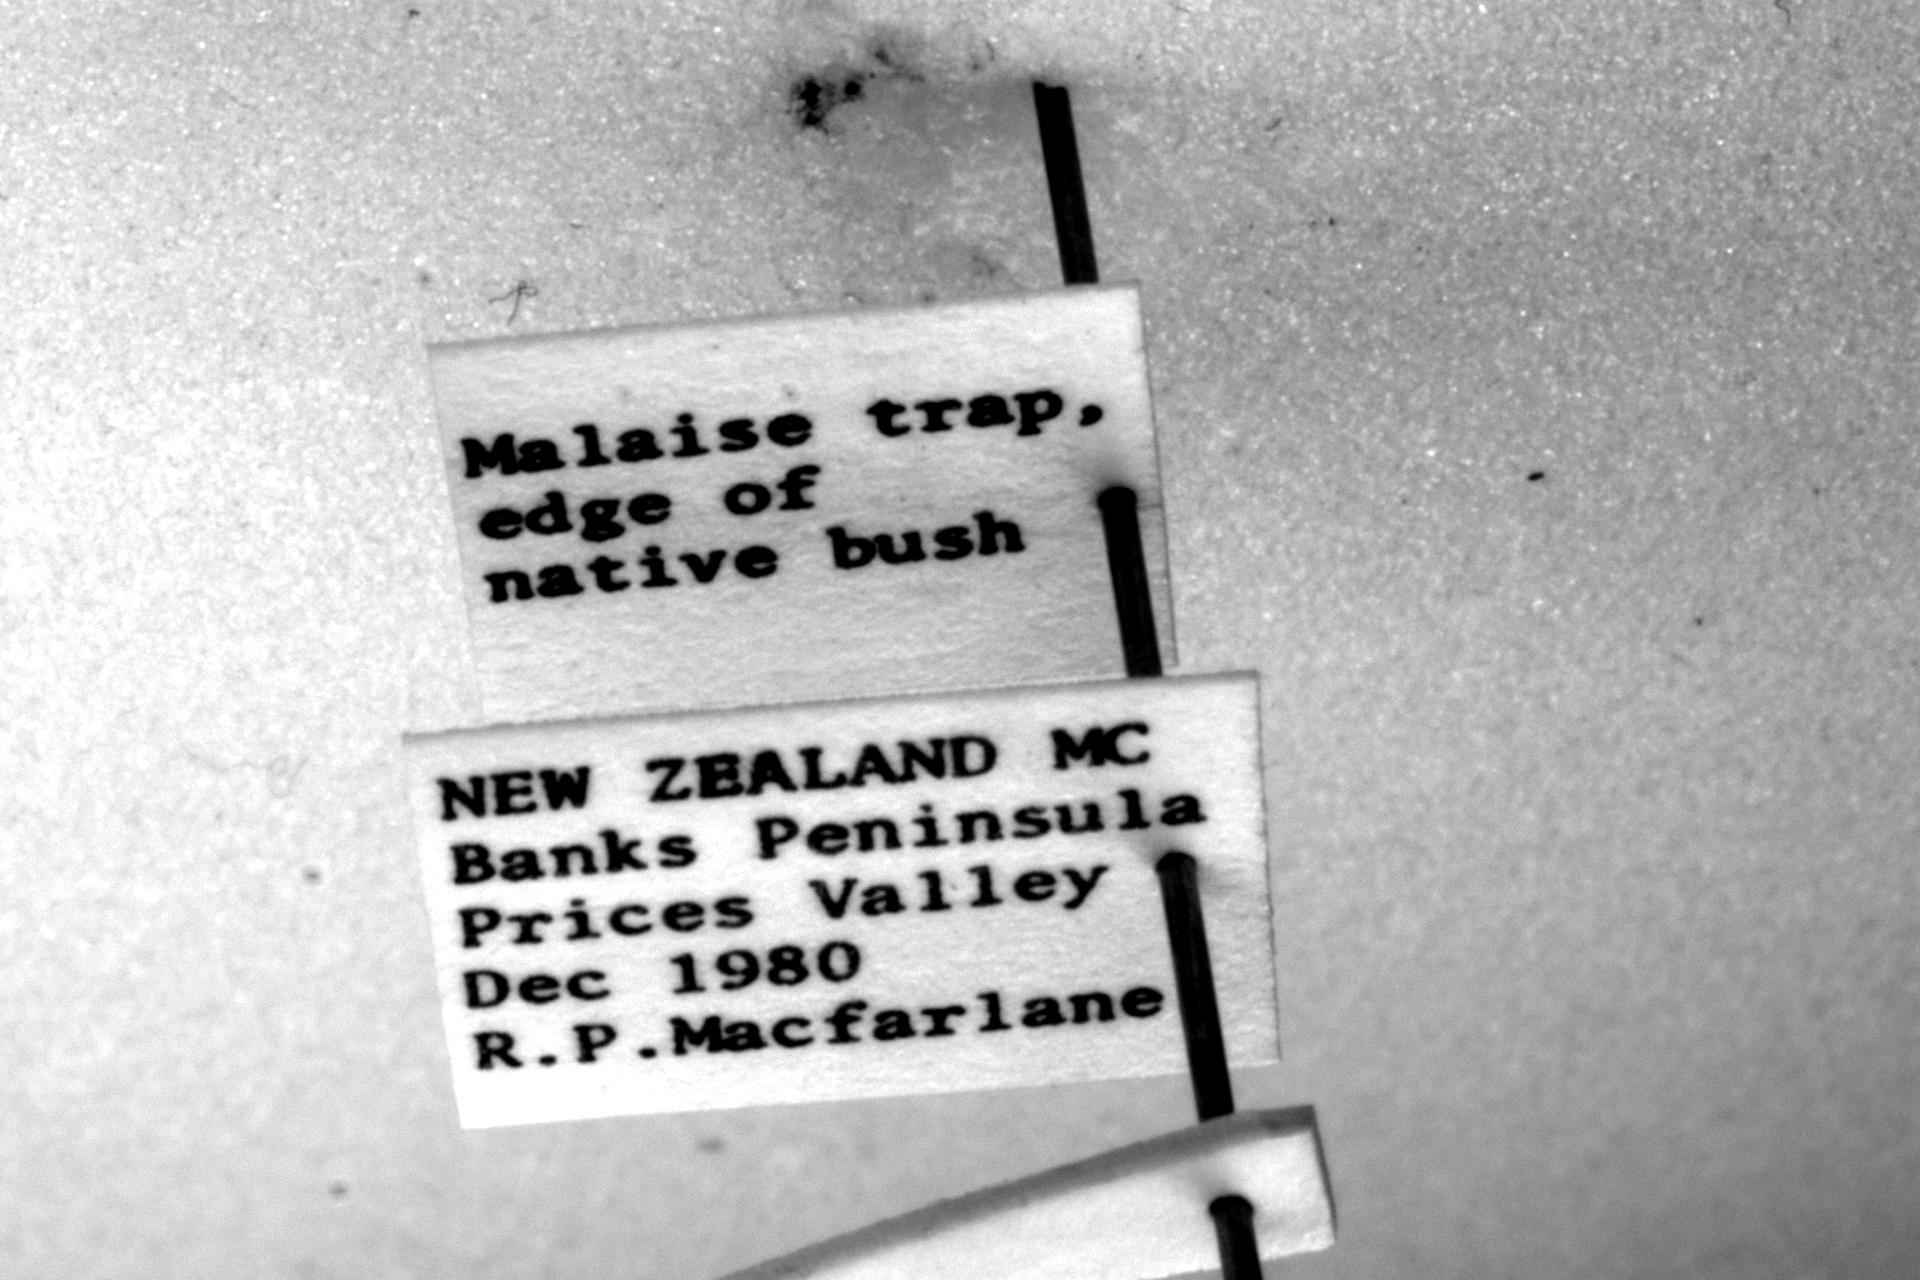 Malaise trap,
edge of
native bush
NEW ZEALAND MC
Banks Peninsula
Prices Valley
Dec 1980
R.P.Macfarlane